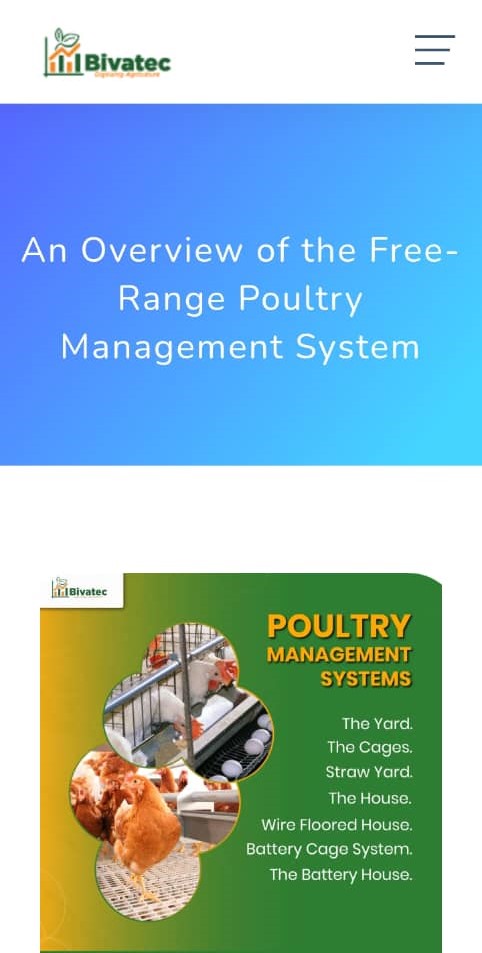 Bivatec
Digitizing Agriculture
An Overview of the Free-
Range Poultry
Management System
Bivatec
POULTRY
MANAGEMENT
SYSTEMS
The Yard.
The Cages.
Straw Yard.
The House.
Wire Floored House.
Battery Cage System.
The Battery House.